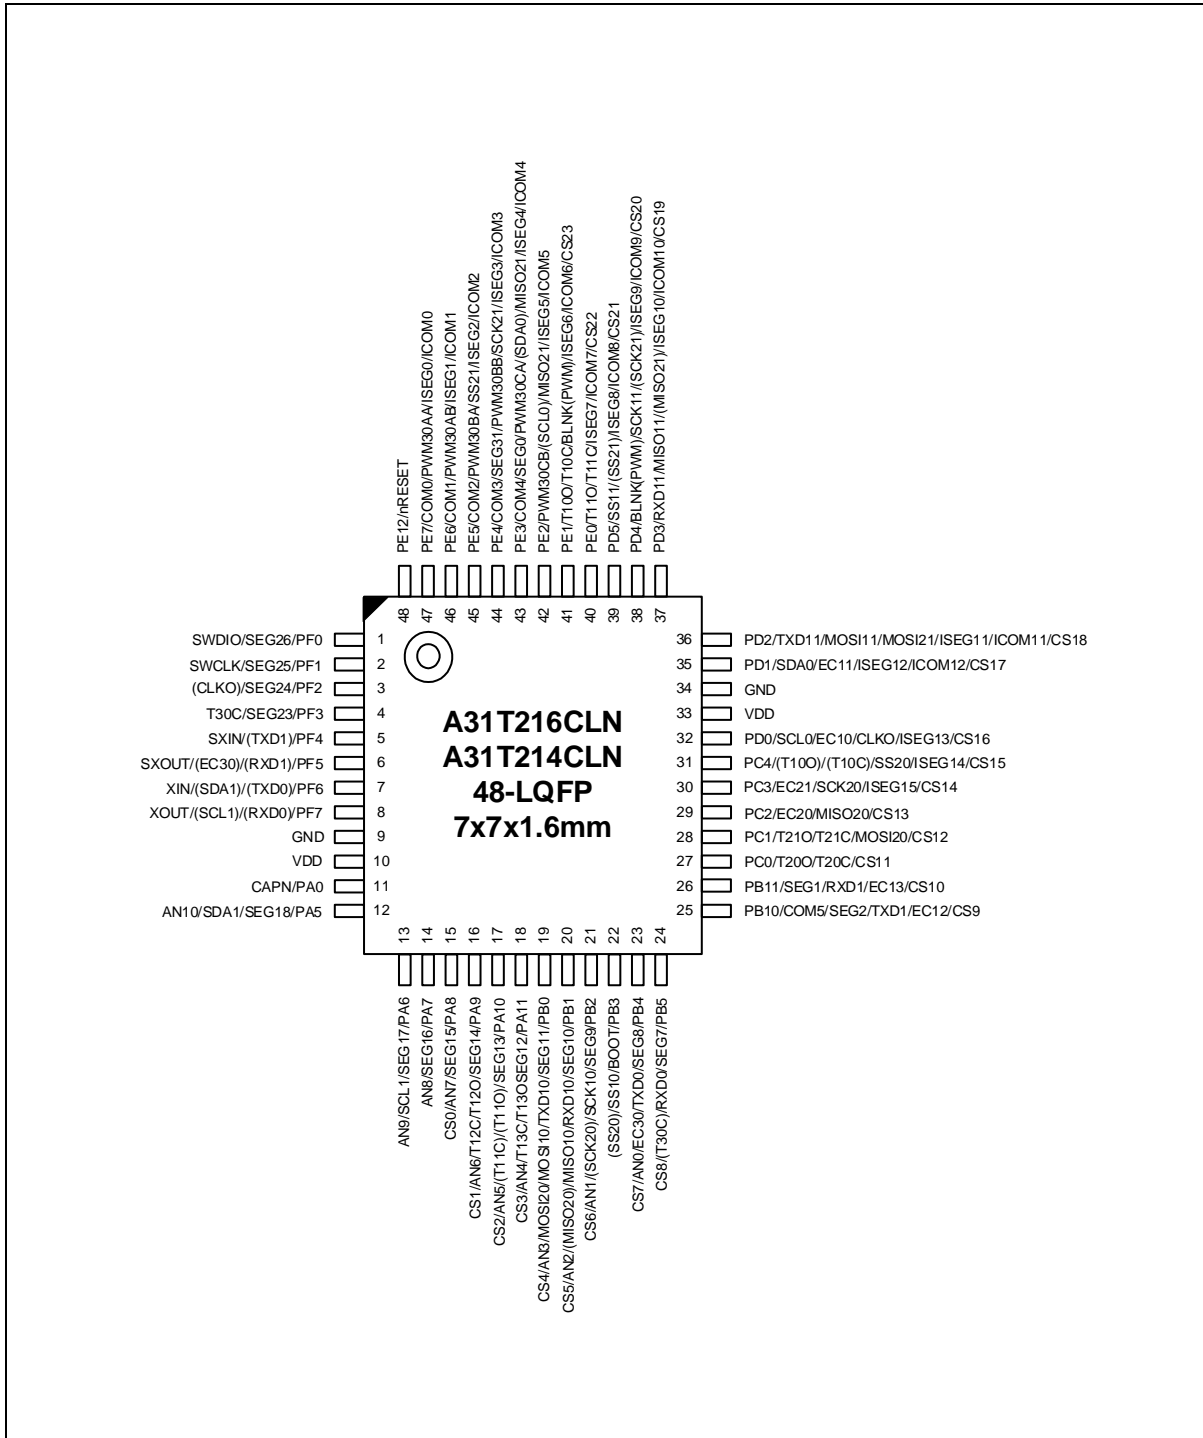 PE12/nRESET
PE7/COM0/PWM30AA/ISEG0/ICOM0
PE6/COM1/PWM30AB/ISEG1/ICOM1
PE5/COM2/PWM30BA/SS21/ISEG2/ICOM2
PE4/COM3/SEG31/PWM30BB/SCK21/ISEG3/ICOM3
PE3/COM4/SEG0/PWM30CA/(SDA0)/MISO21/ISEG4/ICOM4
PE2/PWM30CB/(SCL0)/MISO21/ISEG5/ICOM5
PE1/T10O/T10C/BLNK(PWM)/ISEG6/ICOM6/CS23
PE0/T11O/T11C/ISEG7/ICOM7/CS22
PD5/SS11/(SS21)/ISEG8/ICOM8/CS21
PD4/BLNK(PWM)/SCK11/(SCK21)/ISEG9/ICOM9/CS20
PD3/RXD11/MISO11/(MISO21)/ISEG10/ICOM10/CS19
48 47 46 45 44 43 42 41 40 39 38 37
SWDIO/SEG26/PF0 1
SWCLK/SEG25/PF1 2
(CLKO)/SEG24/PF2 3
T30C/SEG23/PF3 4
SXIN/(TXD1)/PF4 5
SXOUT/(EC30)/(RXD1)/PF5 6
XIN/(SDA1)/(TXD0)/PF6 7
XOUT/(SCL1)/(RXD0)/PF7 8
GND 9
VDD 10
CAPN/PA0 11
AN10/SDA1/SEG18/PA5 12
A31T216CLN
A31T214CLN
48-LQFP
7x7x1.6mm
36 PD2/TXD11/MOSI11/MOSI21/ISEG11/ICOM11/CS18
35 PD1/SDA0/EC11/ISEG12/ICOM12/CS17
34 GND
33 VDD
32 PD0/SCL0/EC10/CLKO/ISEG13/CS16
31 PC4/(T10O)/(T10C)/SS20/ISEG14/CS15
30 PC3/EC21/SCK20/ISEG15/CS14
29 PC2/EC20/MISO20/CS13
28 PC1/T21O/T21C/MOSI20/CS12
27 PC0/T20O/T20C/CS11
26 PB11/SEG1/RXD1/EC13/CS10
25 PB10/COM5/SEG2/TXD1/EC12/CS9
13 14 15 16 17 18 19 20 21 22 23 24
AN9/SCL1/SEG17/PA6
AN8/SEG16/PA7
CS0/AN7/SEG15/PA8
CS1/AN6/T12C/T12O/SEG14/PA9
CS2/AN5/(T11C)/(T11O)/SEG13/PA10
CS3/AN4/T13C/T13OSEG12/PA11
CS4/AN3/MOSI20/MOSI10/TXD10/SEG11/PB0
CS5/AN2/(MISO20)/MISO10/RXD10/SEG10/PB1
CS6/AN1/(SCK20)/SCK10/SEG9/PB2
(SS20)/SS10/BOOT/PB3
CS7/AN0/EC30/TXD0/SEG8/PB4
CS8/(T30C)/RXD0/SEG7/PB5